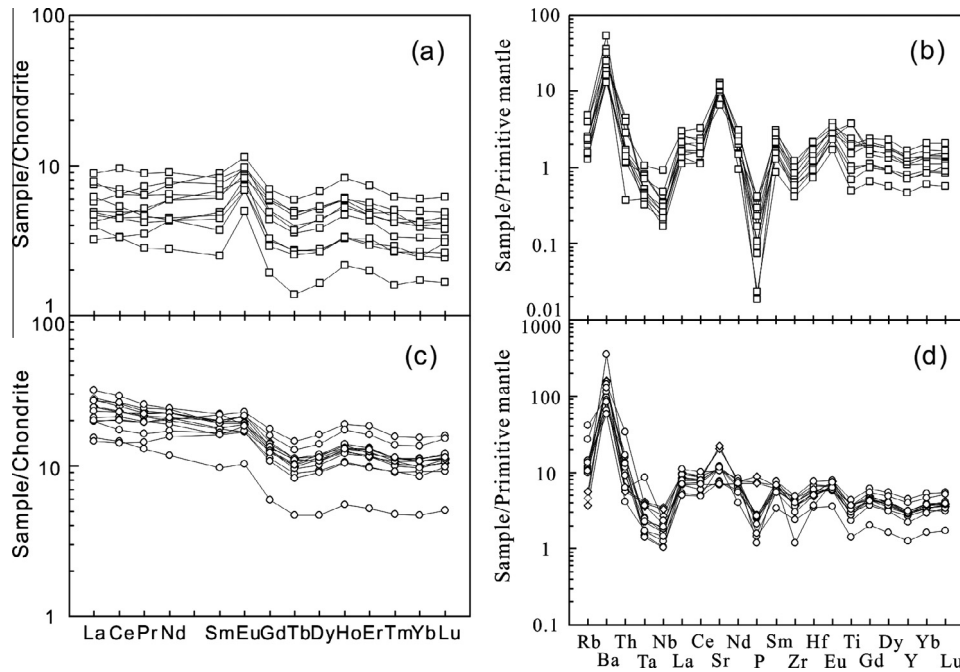 100
10
1
Sample/Chondrite
(a)
100
10
1
0.1
0.01
Sample/Primitive mantle
(b)
100
10
1
Sample/Chondrite
(c)
La Ce Pr Nd Sm Eu Gd Tb Dy Ho Er Tm Yb Lu
1000
100
10
1
0.1
Sample/Primitive mantle
(d)
Rb Th Nb Ce Nd Sm Hf Ti Dy Yb
Ba Ta La Sr P Zr Eu Gd Y Lu